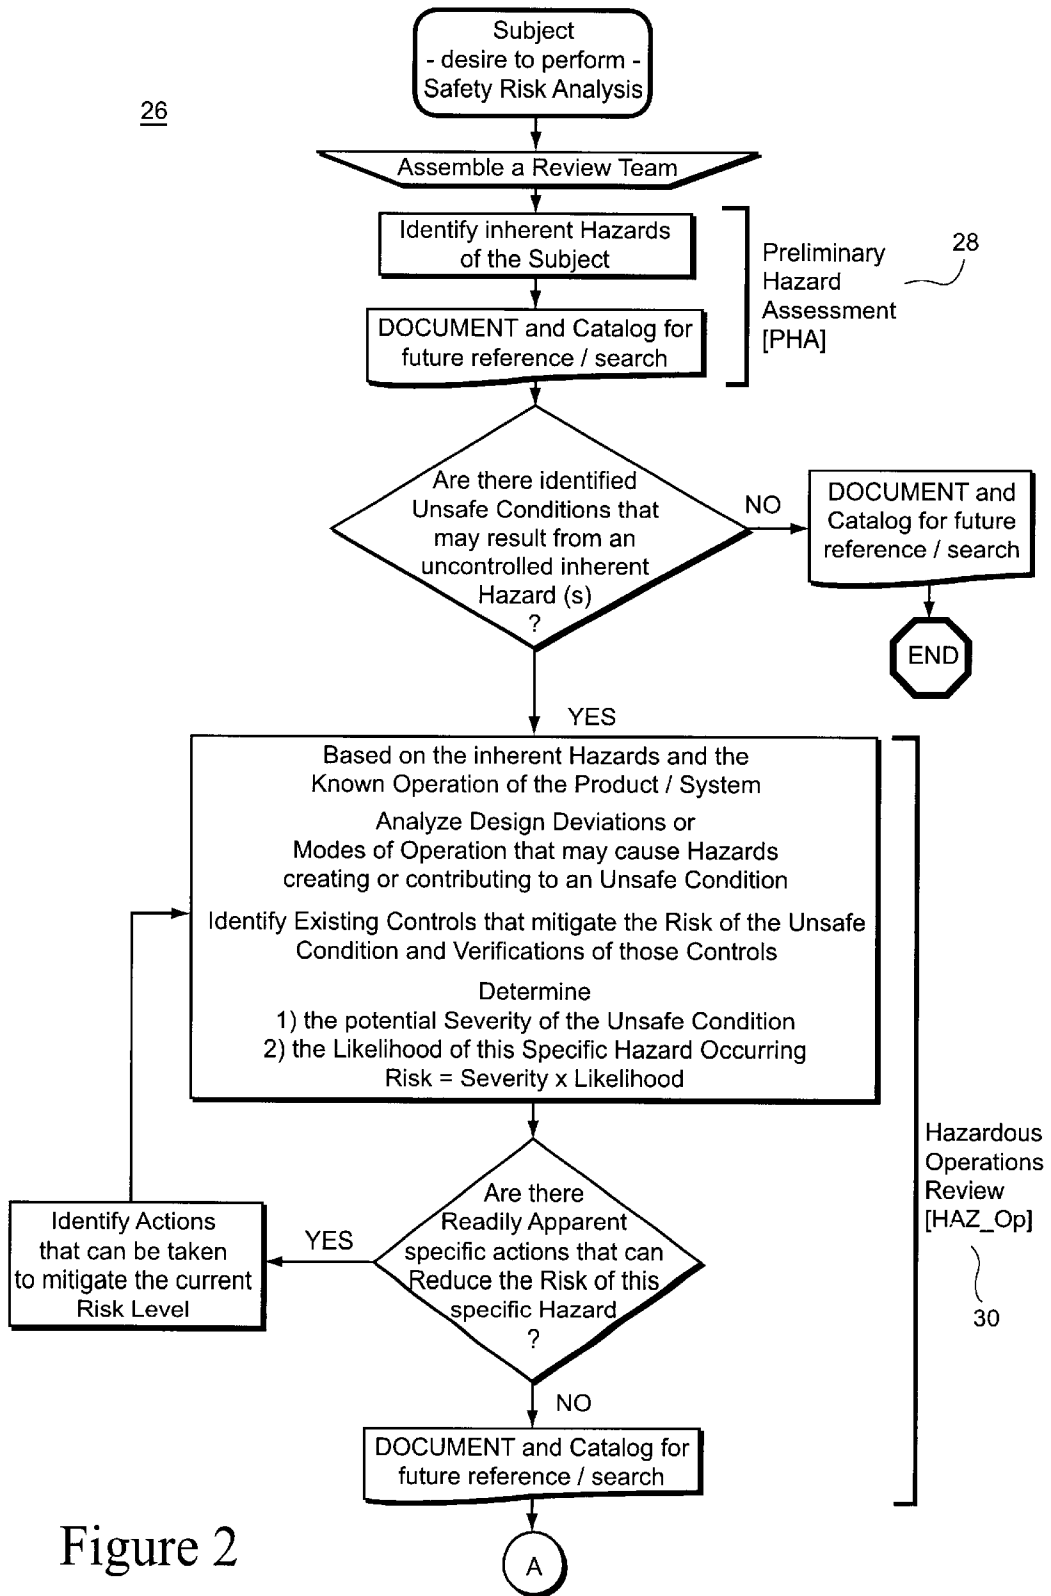 Subject
- desire to perform -
Safety Risk Analysis
26
Assemble a Review Team
Identify inherent Hazards
of the Subject
DOCUMENT and Catalog for
future reference / search
Preliminary
Hazard
Assessment
[PHA]
28
Are there identified
Unsafe Conditions that
may result from an
uncontrolled inherent
Hazard (s)
?
NO
DOCUMENT and
Catalog for future
reference / search
END
YES
Based on the inherent Hazards and the
Known Operation of the Product / System
Analyze Design Deviations or
Modes of Operation that may cause Hazards
creating or contributing to an Unsafe Condition
Identify Existing Controls that mitigate the Risk of the Unsafe
Condition and Verifications of those Controls
Determine
1) the potential Severity of the Unsafe Condition
2) the Likelihood of this Specific Hazard Occurring
Risk = Severity x Likelihood
Are there
Readily Apparent
specific actions that can
Reduce the Risk of this
specific Hazard
?
YES
Identify Actions
that can be taken
to mitigate the current
Risk Level
Hazardous
Operations
Review
[HAZ_Op]
30
NO
DOCUMENT and Catalog for
future reference / search
A
Figure 2